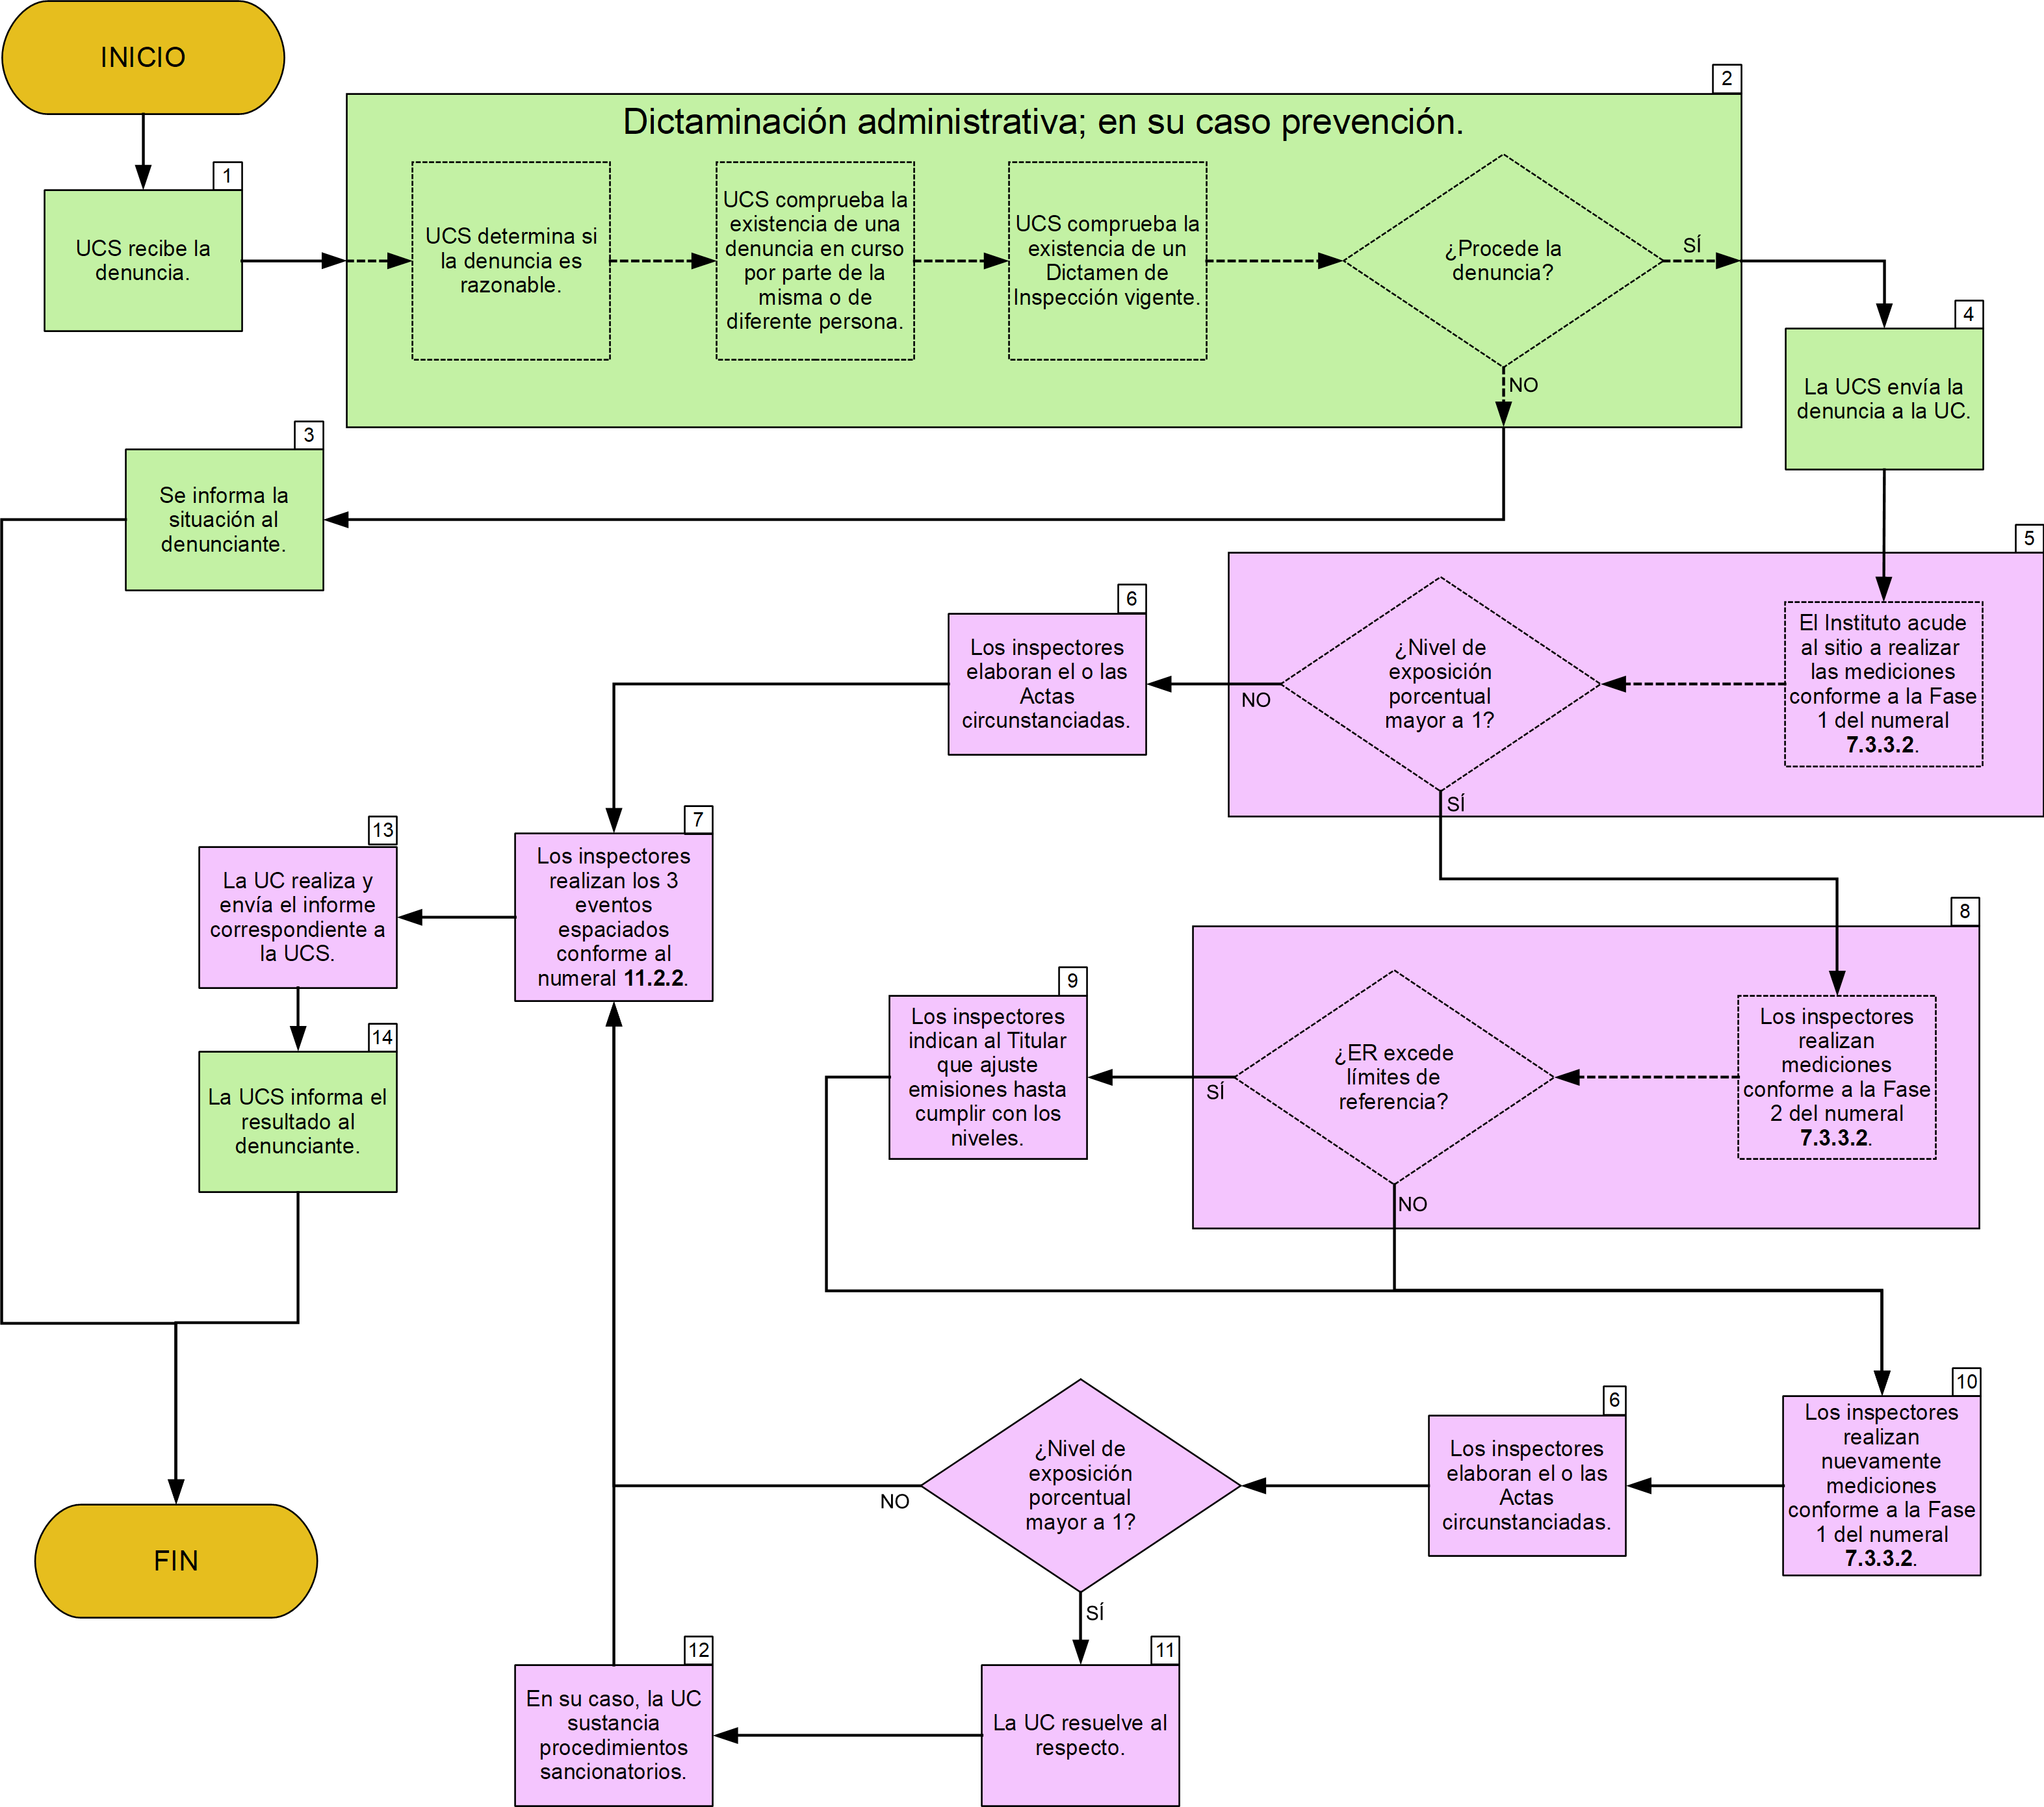 INICIO
1
UCS recibe la
denuncia.
2
Dictaminación administrativa; en su caso prevención.
UCS determina si
la denuncia es
razonable.
UCS comprueba la
existencia de una
denuncia en curso
por parte de la
misma o de
diferente persona.
UCS comprueba la
existencia de un
Dictamen de
Inspección vigente.
¿Procede la
denuncia?
SÍ
NO
3
Se informa la
situación al
denunciante.
4
La UCS envía la
denuncia a la UC.
5
El Instituto acude
al sitio a realizar
las mediciones
conforme a la Fase
1 del numeral
7.3.3.2.
¿Nivel de
exposición
porcentual
mayor a 1?
NO
SÍ
6
Los inspectores
elaboran el o las
Actas
circunstanciadas.
7
Los inspectores
realizan los 3
eventos
espaciados
conforme al
numeral 11.2.2.
13
La UC realiza y
envía el informe
correspondiente a
la UCS.
14
La UCS informa el
resultado al
denunciante.
8
Los inspectores
realizan
mediciones
conforme a la Fase
2 del numeral
7.3.3.2.
¿ER excede
límites de
referencia?
SÍ
NO
9
Los inspectores
indican al Titular
que ajuste
emisiones hasta
cumplir con los
niveles.
10
Los inspectores
realizan
nuevamente
mediciones
conforme a la Fase
1 del numeral
7.3.3.2.
6
Los inspectores
elaboran el o las
Actas
circunstanciadas.
¿Nivel de
exposición
porcentual
mayor a 1?
NO
SÍ
11
La UC resuelve al
respecto.
12
En su caso, la UC
sustancia
procedimientos
sancionatorios.
FIN